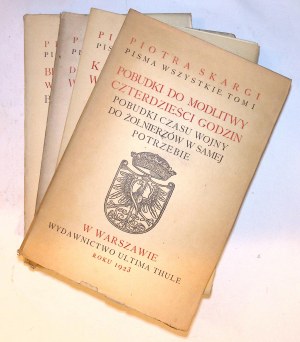 PIOTRA SKARGI
PISMA WSZYSTKIE, TOM I
POBUDKI DO MODLITWY
CZTERDZIEŚCI GODZIN
POBUDKI CZASU WOJNY
DO ŻOŁNIERZÓW W SAMEJ
POTRZEBIE
W WARSZAWIE
WYDAWNICTWO ULTIMA THULE
ROKU 1923